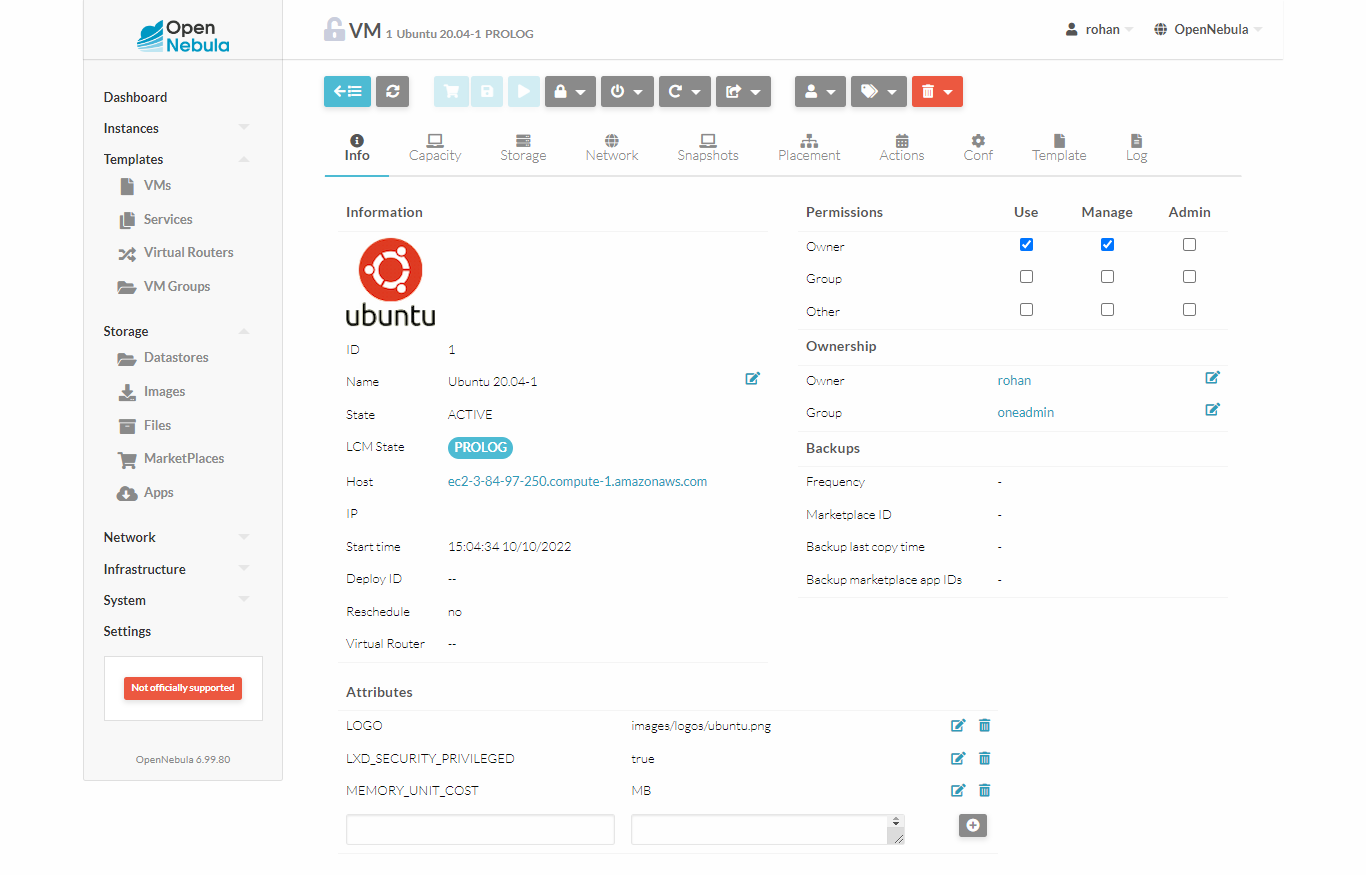 Open
Nebula
VM 1 Ubuntu 20.04-1 PROLOG
rohan
OpenNebula
Dashboard
Instances
Templates
VMs
Services
Virtual Routers
VM Groups
Storage
Datastores
Images
Files
MarketPlaces
Apps
Network
Infrastructure
System
Settings
Not officially supported
OpenNebula 6.99.80
Info Capacity Storage Network Snapshots Placement Actions Conf Template Log
Information
ubuntu
ID 1
Name Ubuntu 20.04-1
State ACTIVE
LCM State PROLOG
Host ec2-3-84-97-250.compute-1.amazonaws.com
IP
Start time 15:04:34 10/10/2022
Deploy ID --
Reschedule no
Virtual Router --
Permissions Use Manage Admin
Owner
Group
Other
Ownership
Owner rohan
Group oneadmin
Backups
Frequency -
Marketplace ID -
Backup last copy time -
Backup marketplace app IDs -
Attributes
LOGO images/logos/ubuntu.png
LXD_SECURITY_PRIVILEGED true
MEMORY_UNIT_COST MB